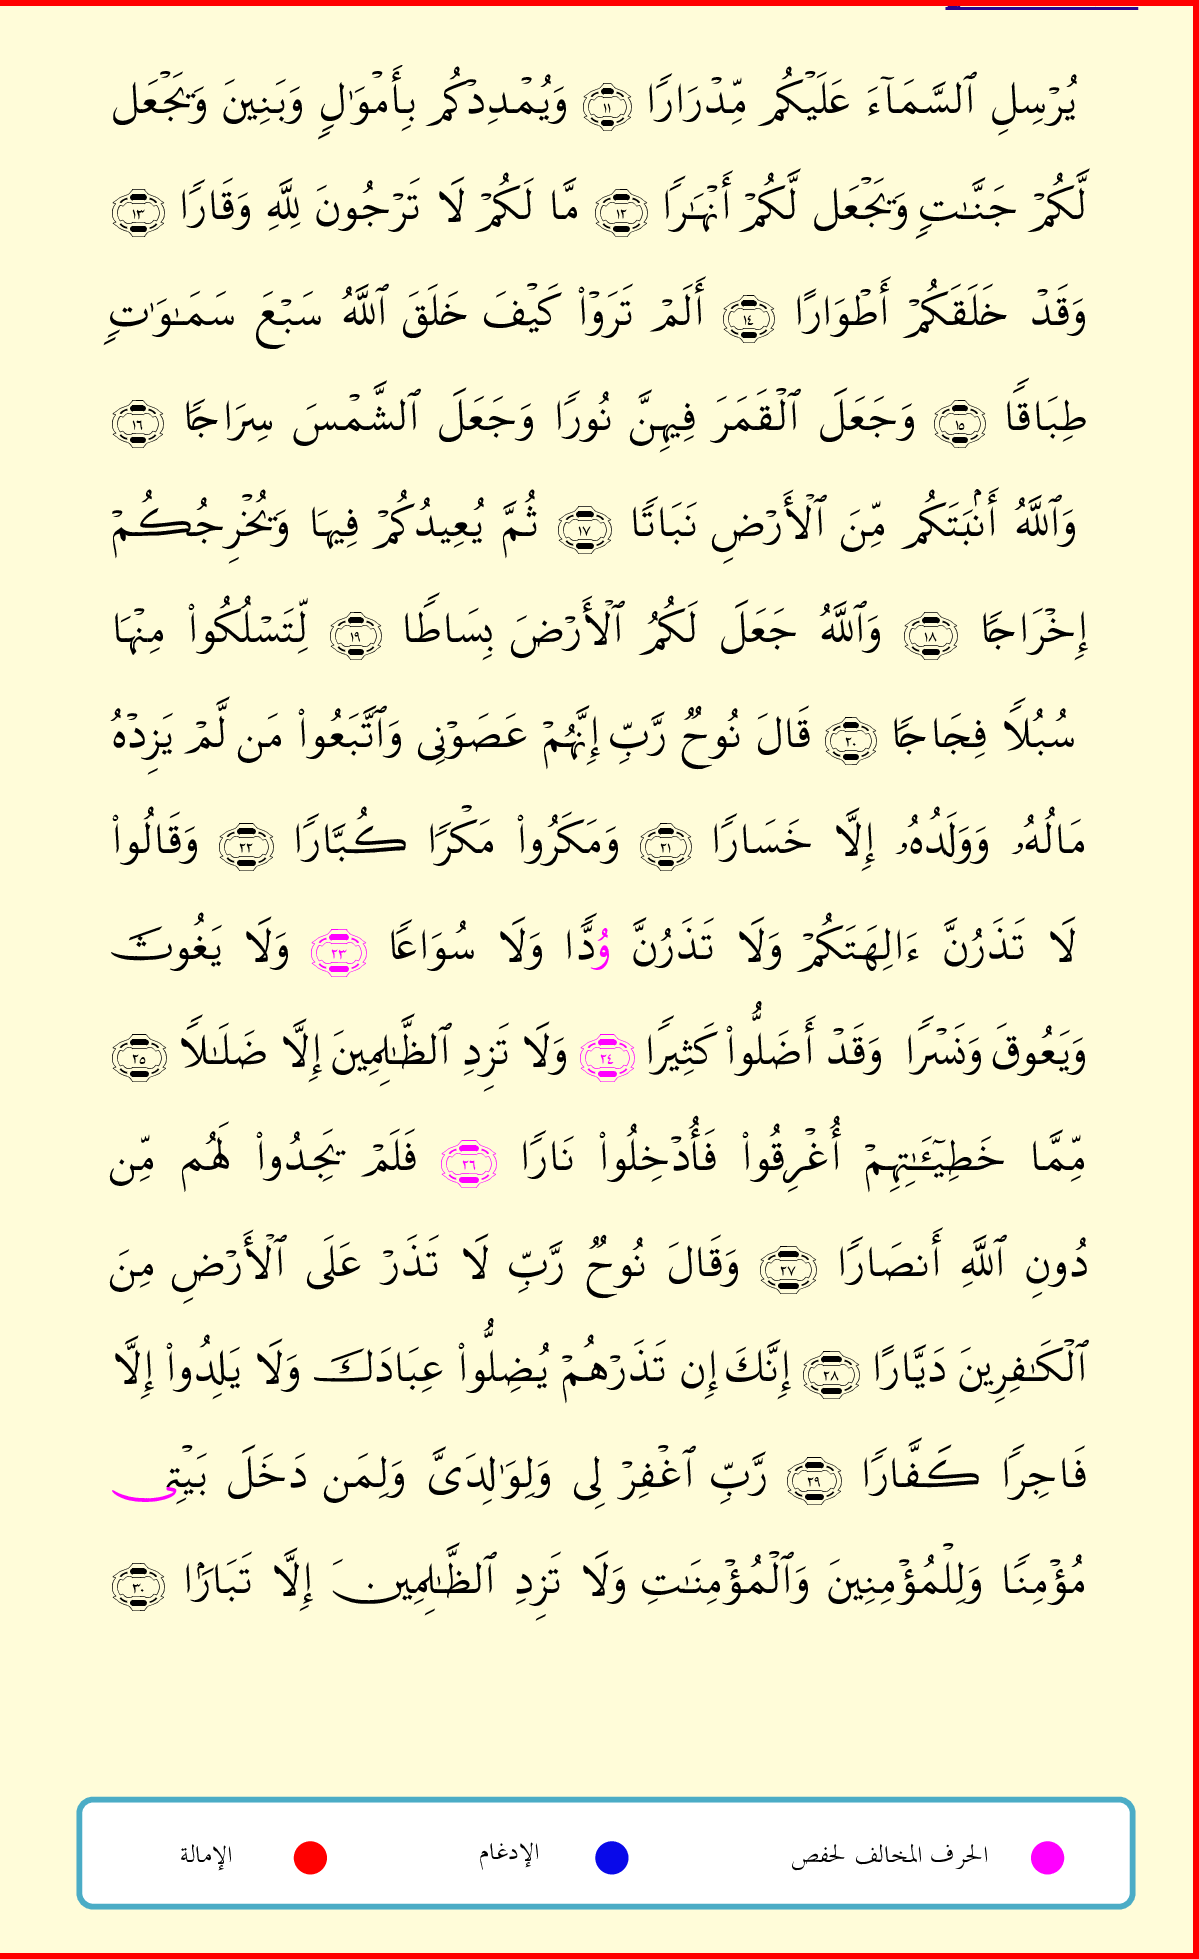 يُرْسِلِ ٱلسَّمَآءَ عَلَيْكُم مِّدْرَارًا ١١ وَيُمْدِدْكُم بِأَمْوَٰلٍ وَبَنِينَ وَيَجْعَل
لَّكُمْ جَنَّـٰتٍ وَيَجْعَل لَّكُمْ أَنْهَـٰرًا ١٢ مَّا لَكُمْ لَا تَرْجُونَ لِلَّهِ وَقَارًا ١٣
وَقَدْ خَلَقَكُمْ أَطْوَارًا ١٤ أَلَمْ تَرَوْا۟ كَيْفَ خَلَقَ ٱللَّهُ سَبْعَ سَمَـٰوَٰتٍ
طِبَاقًا ١٥ وَجَعَلَ ٱلْقَمَرَ فِيهِنَّ نُورًا وَجَعَلَ ٱلشَّمْسَ سِرَاجًا ١٦
وَٱللَّهُ أَنۢبَتَكُم مِّنَ ٱلْأَرْضِ نَبَاتًا ١٧ ثُمَّ يُعِيدُكُمْ فِيهَا وَيُخْرِجُكُمْ
إِخْرَاجًا ١٨ وَٱللَّهُ جَعَلَ لَكُمُ ٱلْأَرْضَ بِسَاطًا ١٩ لِّتَسْلُكُوا۟ مِنْهَا
سُبُلًا فِجَاجًا ٢٠ قَالَ نُوحٌ رَّبِّ إِنَّهُمْ عَصَوْنِى وَٱتَّبَعُوا۟ مَن لَّمْ يَزِدْهُ
مَالُهُۥ وَوَلَدُهُۥٓ إِلَّا خَسَارًا ٢١ وَمَكَرُوا۟ مَكْرًا كُبَّارًا ٢٢ وَقَالُوا۟
لَا تَذَرُنَّ ءَالِهَتَكُمْ وَلَا تَذَرُنَّ وُدًّا وَلَا سُوَاعًا ٢٣ وَلَا يَغُوثَ
وَيَعُوقَ وَنَسْرًا وَقَدْ أَضَلُّوا۟ كَثِيرًا ٢٤ وَلَا تَزِدِ ٱلظَّـٰلِمِينَ إِلَّا ضَلَـٰلًا ٢٥
مِّمَّا خَطِيٓـَٔـٰتِهِمْ أُغْرِقُوا۟ فَأُدْخِلُوا۟ نَارًا ٢٦ فَلَمْ يَجِدُوا۟ لَهُم مِّن
دُونِ ٱللَّهِ أَنصَارًا ٢٧ وَقَالَ نُوحٌ رَّبِّ لَا تَذَرْ عَلَى ٱلْأَرْضِ مِنَ
ٱلْكَـٰفِرِينَ دَيَّارًا ٢٨ إِنَّكَ إِن تَذَرْهُمْ يُضِلُّوا۟ عِبَادَكَ وَلَا يَلِدُوٓا۟ إِلَّا
فَاجِرًا كَفَّارًا ٢٩ رَّبِّ ٱغْفِرْ لِى وَلِوَٰلِدَىَّ وَلِمَن دَخَلَ بَيْتِى
مُؤْمِنًا وَلِلْمُؤْمِنِينَ وَٱلْمُؤْمِنَـٰتِ وَلَا تَزِدِ ٱلظَّـٰلِمِينَ إِلَّا تَبَارًۢا ٣٠
الحرف المخالف لحفص الإدغام الإمالة